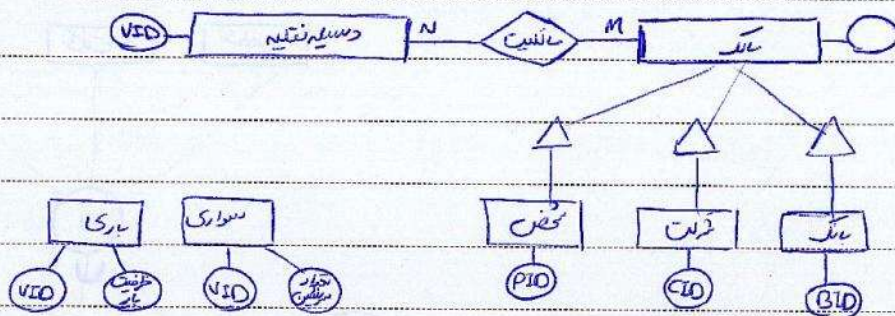 VID وسیله نقلیه N مالکیت M مالک
باری سواری شخص شرکت بانک
VID ظرفیت بار VID تعداد سرنشین PID CID BID